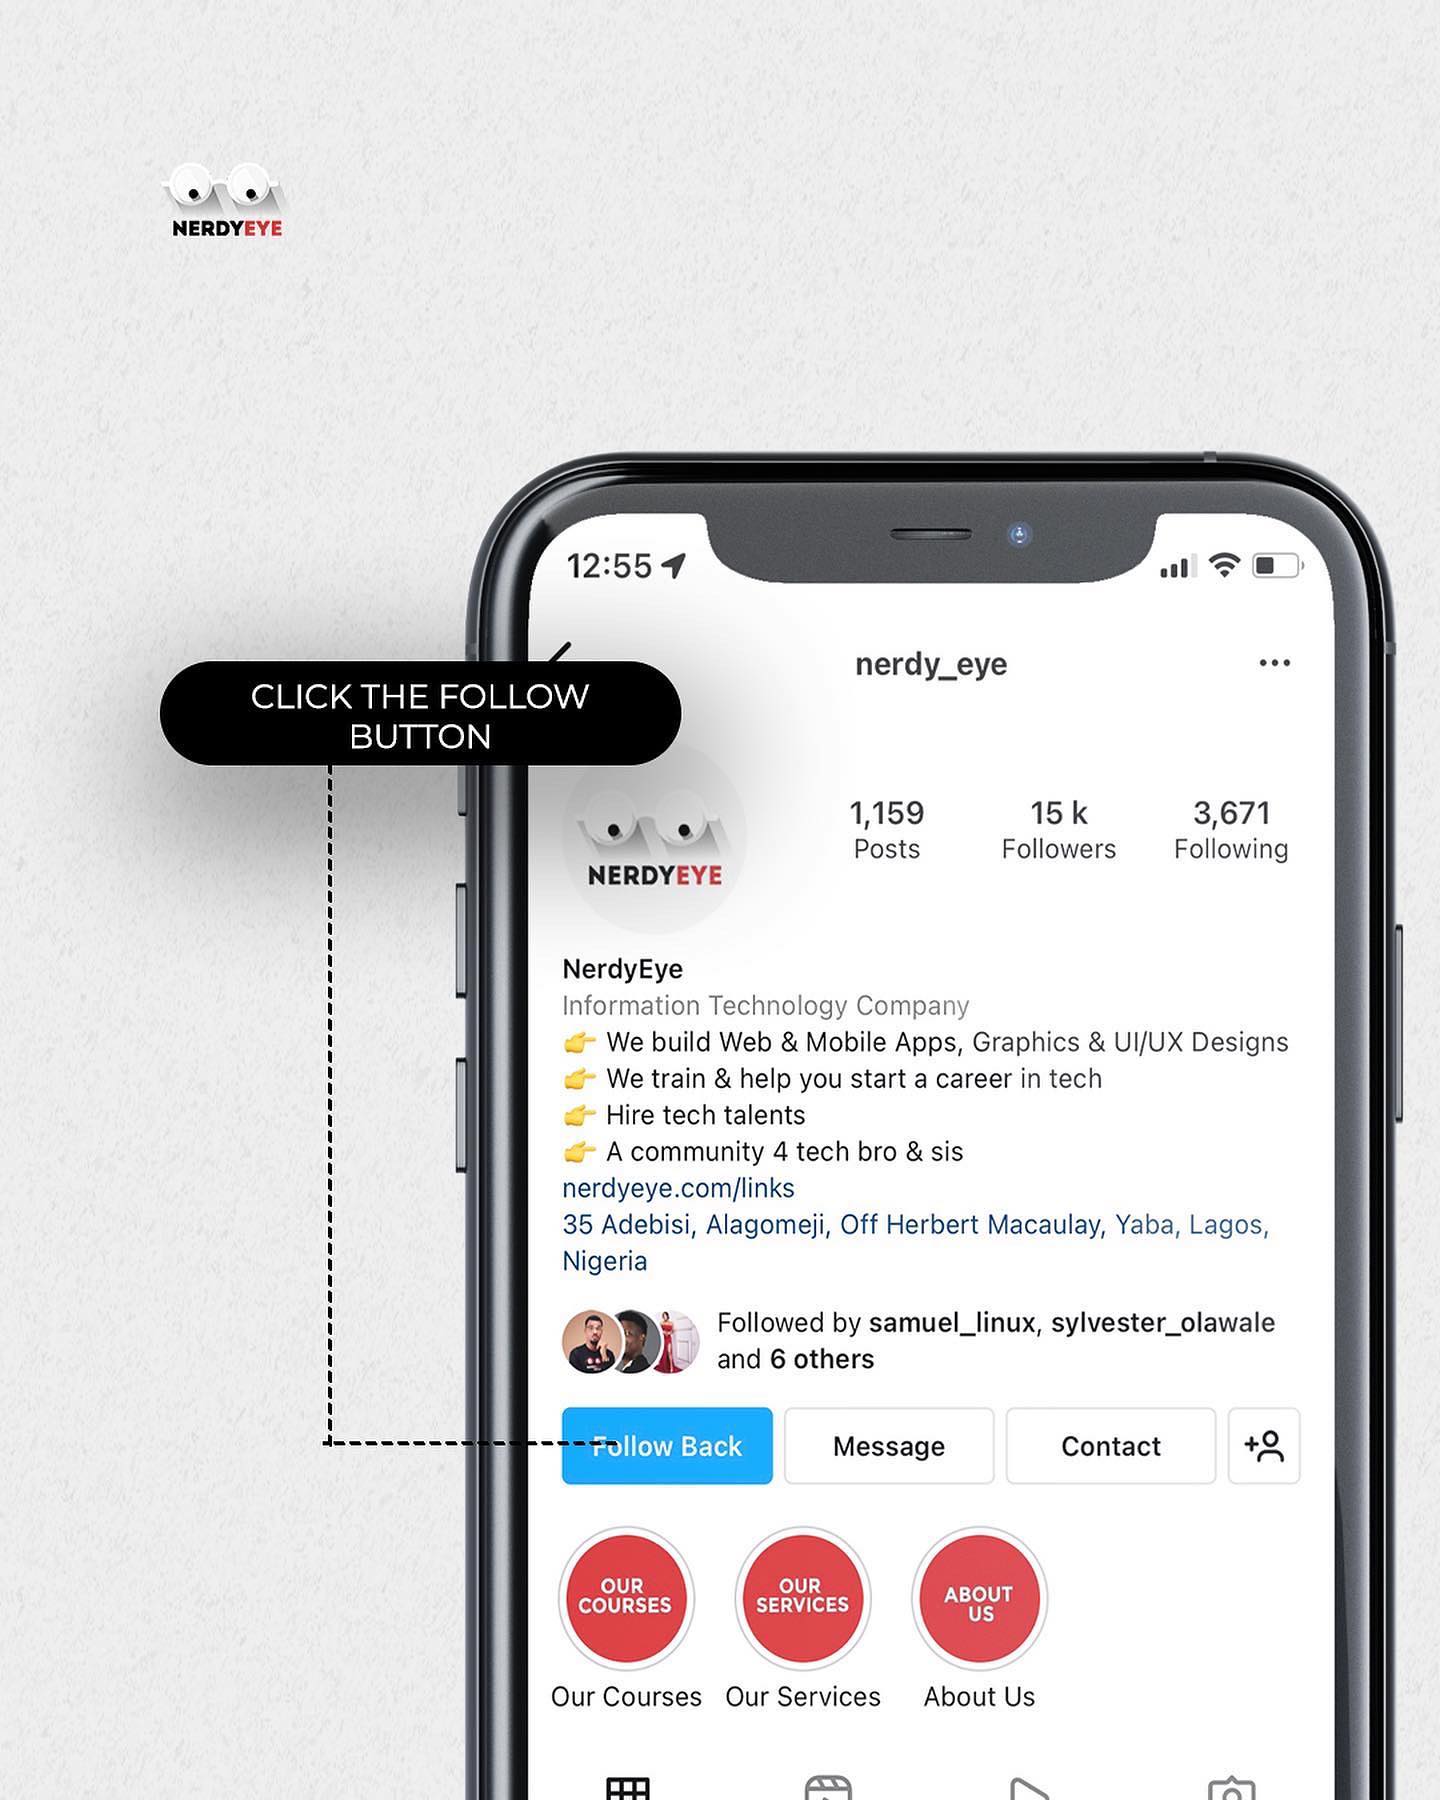 NERDYEYE
12:55
nerdy_eye
CLICK THE FOLLOW
BUTTON
NERDYEYE
1,159 15 k 3,671
Posts Followers Following
NerdyEye
Information Technology Company
👉 We build Web & Mobile Apps, Graphics & UI/UX Designs
👉 We train & help you start a career in tech
👉 Hire tech talents
👉 A community 4 tech bro & sis
nerdyeye.com/links
35 Adebisi, Alagomeji, Off Herbert Macaulay, Yaba, Lagos,
Nigeria
Followed by samuel_linux, sylvester_olawale
and 6 others
Follow Back Message Contact
OUR
COURSES
OUR
SERVICES
ABOUT
US
Our Courses Our Services About Us